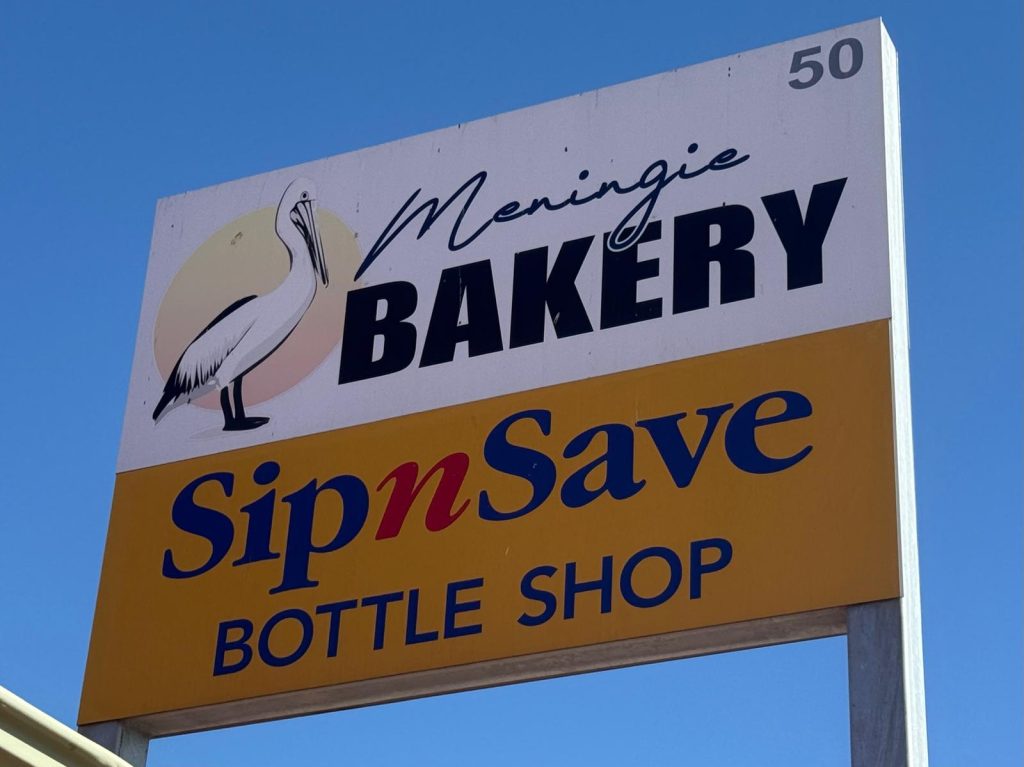 50
Meningie
BAKERY
SipnSave
BOTTLE SHOP